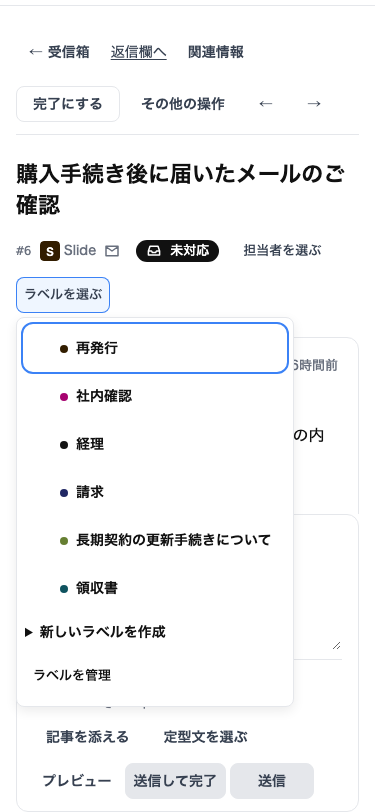 ← 受信箱 返信欄へ 関連情報
完了にする その他の操作 ← →
購入手続き後に届いたメールのご
確認
#6 S Slide 未対応 担当者を選ぶ
ラベルを選ぶ
6時間前
再発行
社内確認
の内
経理
請求
長期契約の更新手続きについて
領収書
新しいラベルを作成
ラベルを管理
記事を添える 定型文を選ぶ
プレビュー 送信して完了 送信